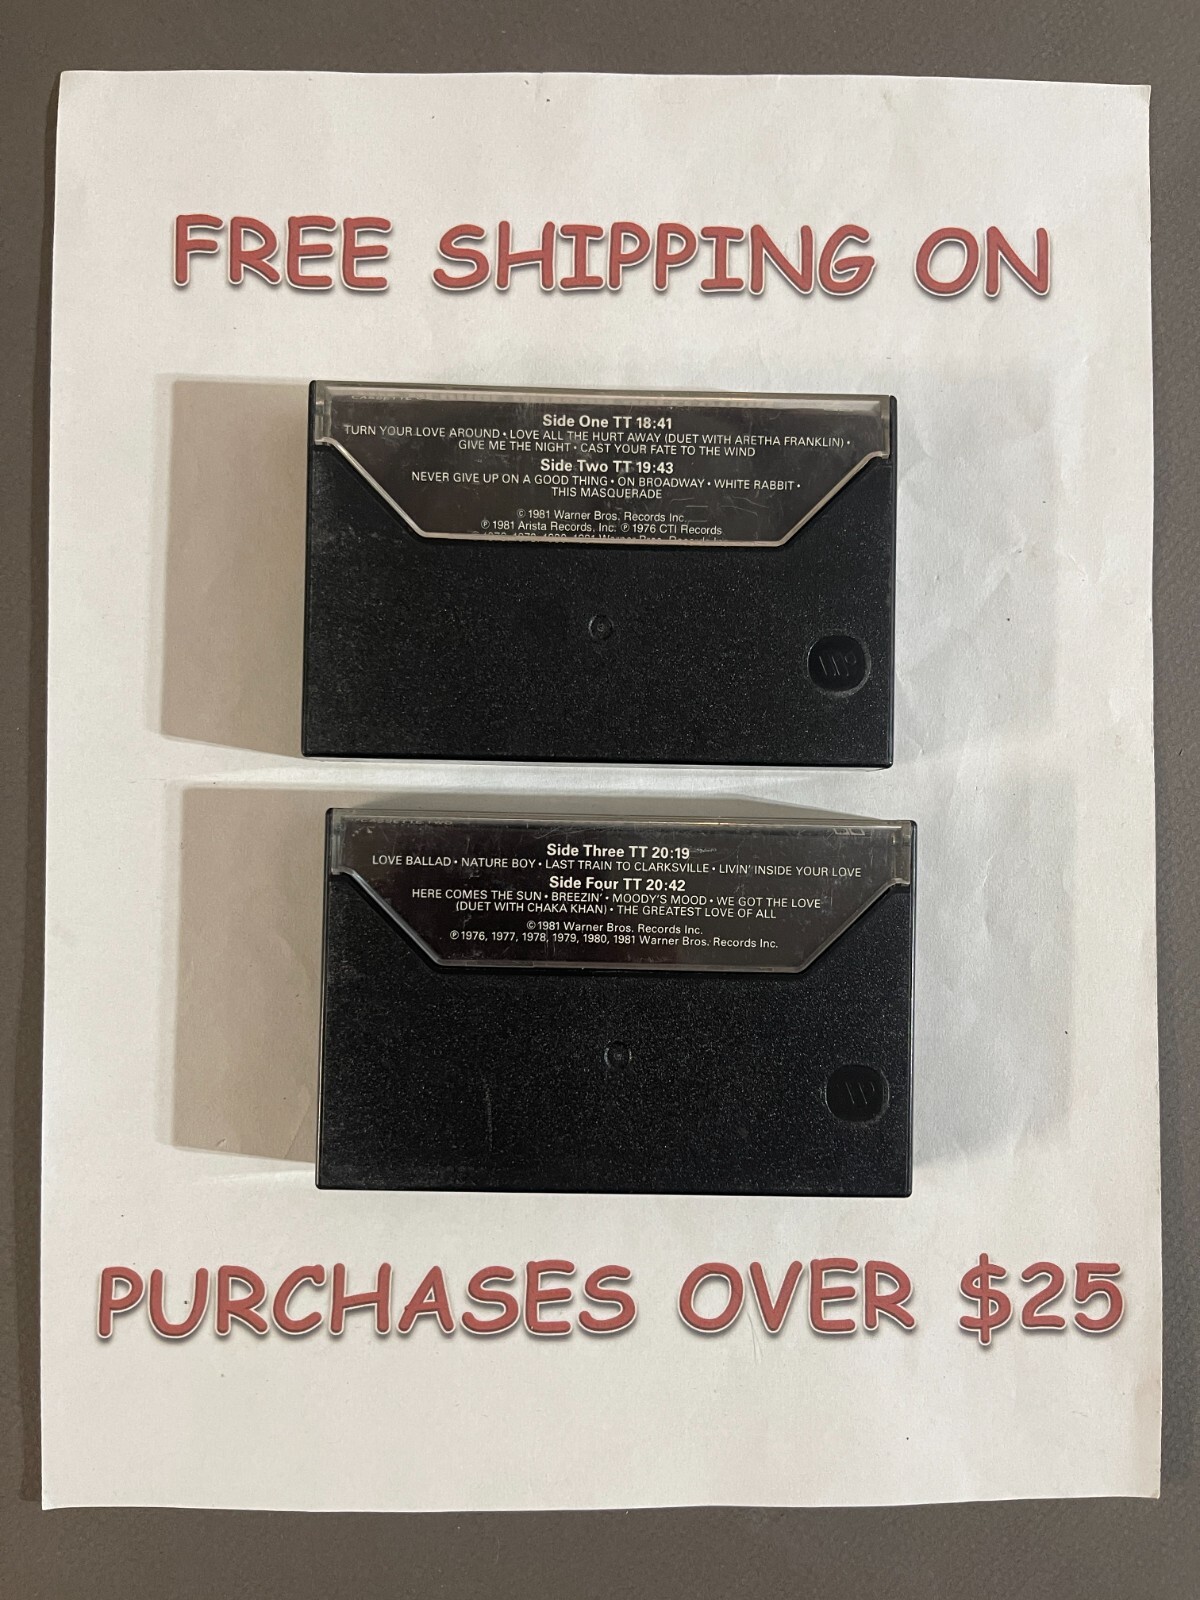 FREE SHIPPING ON
Side One TT 18:41
TURN YOUR LOVE AROUND • LOVE ALL THE HURT AWAY (DUET WITH ARETHA FRANKLIN) •
GIVE ME THE NIGHT • CAST YOUR FATE TO THE WIND
Side Two TT 19:43
NEVER GIVE UP ON A GOOD THING • ON BROADWAY • WHITE RABBIT •
THIS MASQUERADE
© 1981 Warner Bros. Records Inc.
℗ 1981 Arista Records, Inc. ℗ 1976 CTI Records
Side Three TT 20:19
LOVE BALLAD • NATURE BOY • LAST TRAIN TO CLARKSVILLE • LIVIN' INSIDE YOUR LOVE
Side Four TT 20:42
HERE COMES THE SUN • BREEZIN' • MOODY'S MOOD • WE GOT THE LOVE
(DUET WITH CHAKA KHAN) • THE GREATEST LOVE OF ALL
© 1981 Warner Bros. Records Inc.
℗ 1976, 1977, 1978, 1979, 1980, 1981 Warner Bros. Records Inc.
PURCHASES OVER $25